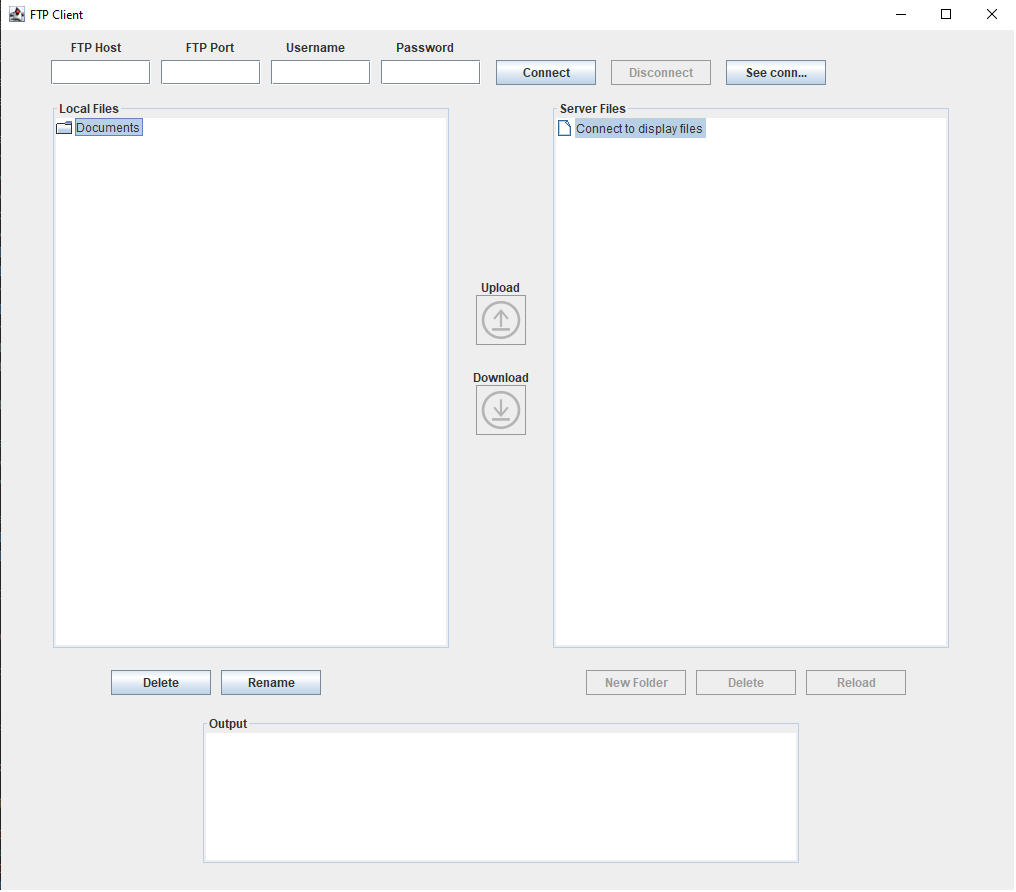 FTP Client
FTP Host FTP Port Username Password
Connect Disconnect See conn...
Local Files Server Files
Documents Connect to display files
Upload
Download
Delete Rename New Folder Delete Reload
Output